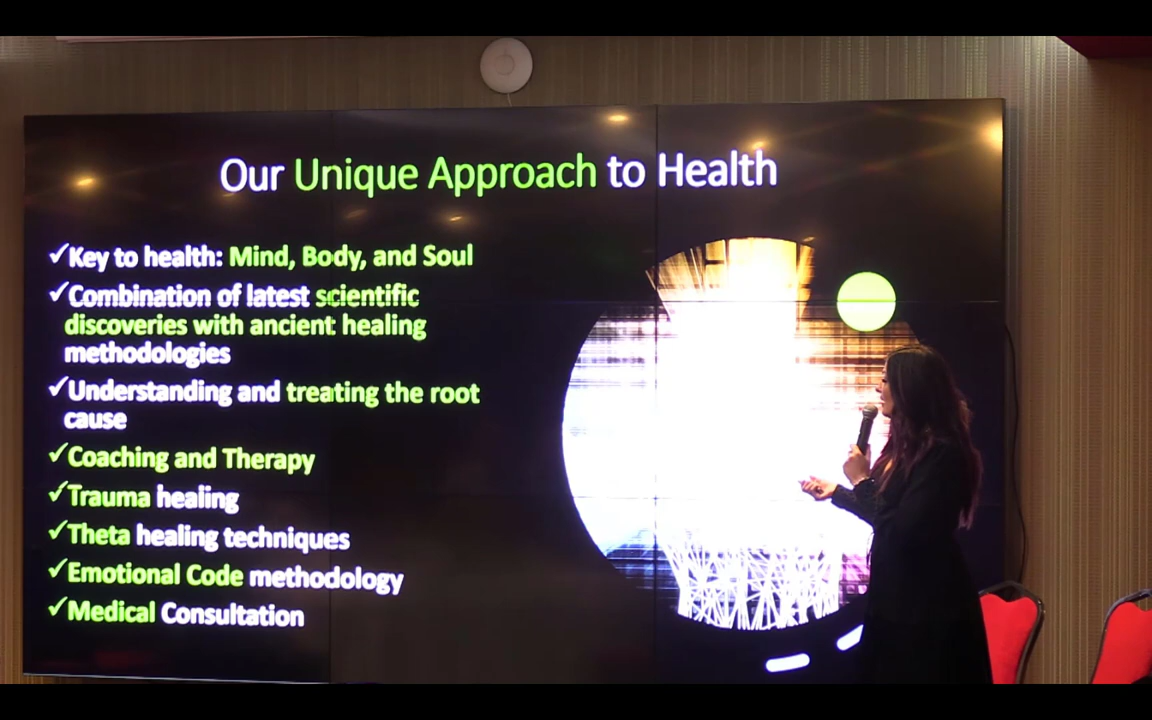 Our Unique Approach to Health
✓Key to health: Mind, Body, and Soul
✓Combination of latest scientific
discoveries with ancient healing
methodologies
✓Understanding and treating the root
cause
✓Coaching and Therapy
✓Trauma healing
✓Theta healing techniques
✓Emotional Code methodology
✓Medical Consultation